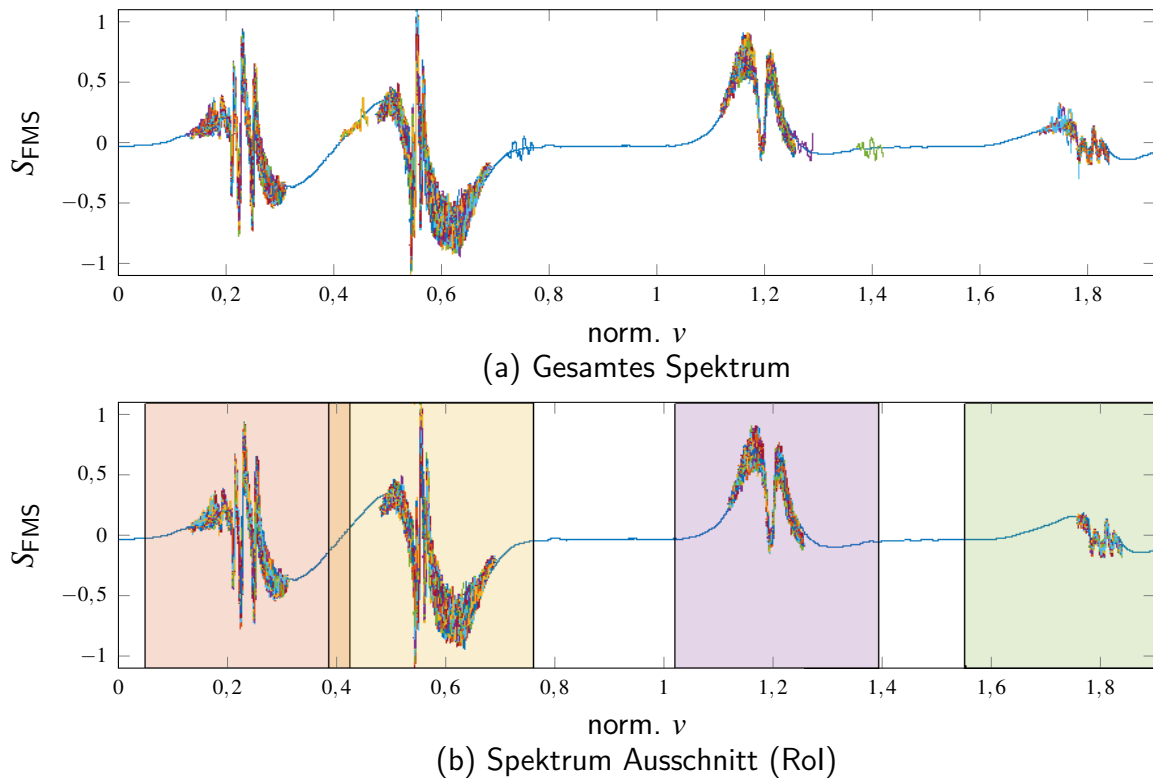 1
0,5
0
−0,5
−1
S_FMS
0 0,2 0,4 0,6 0,8 1 1,2 1,4 1,6 1,8
norm. ν
(a) Gesamtes Spektrum
1
0,5
0
−0,5
−1
S_FMS
0 0,2 0,4 0,6 0,8 1 1,2 1,4 1,6 1,8
norm. ν
(b) Spektrum Ausschnitt (RoI)